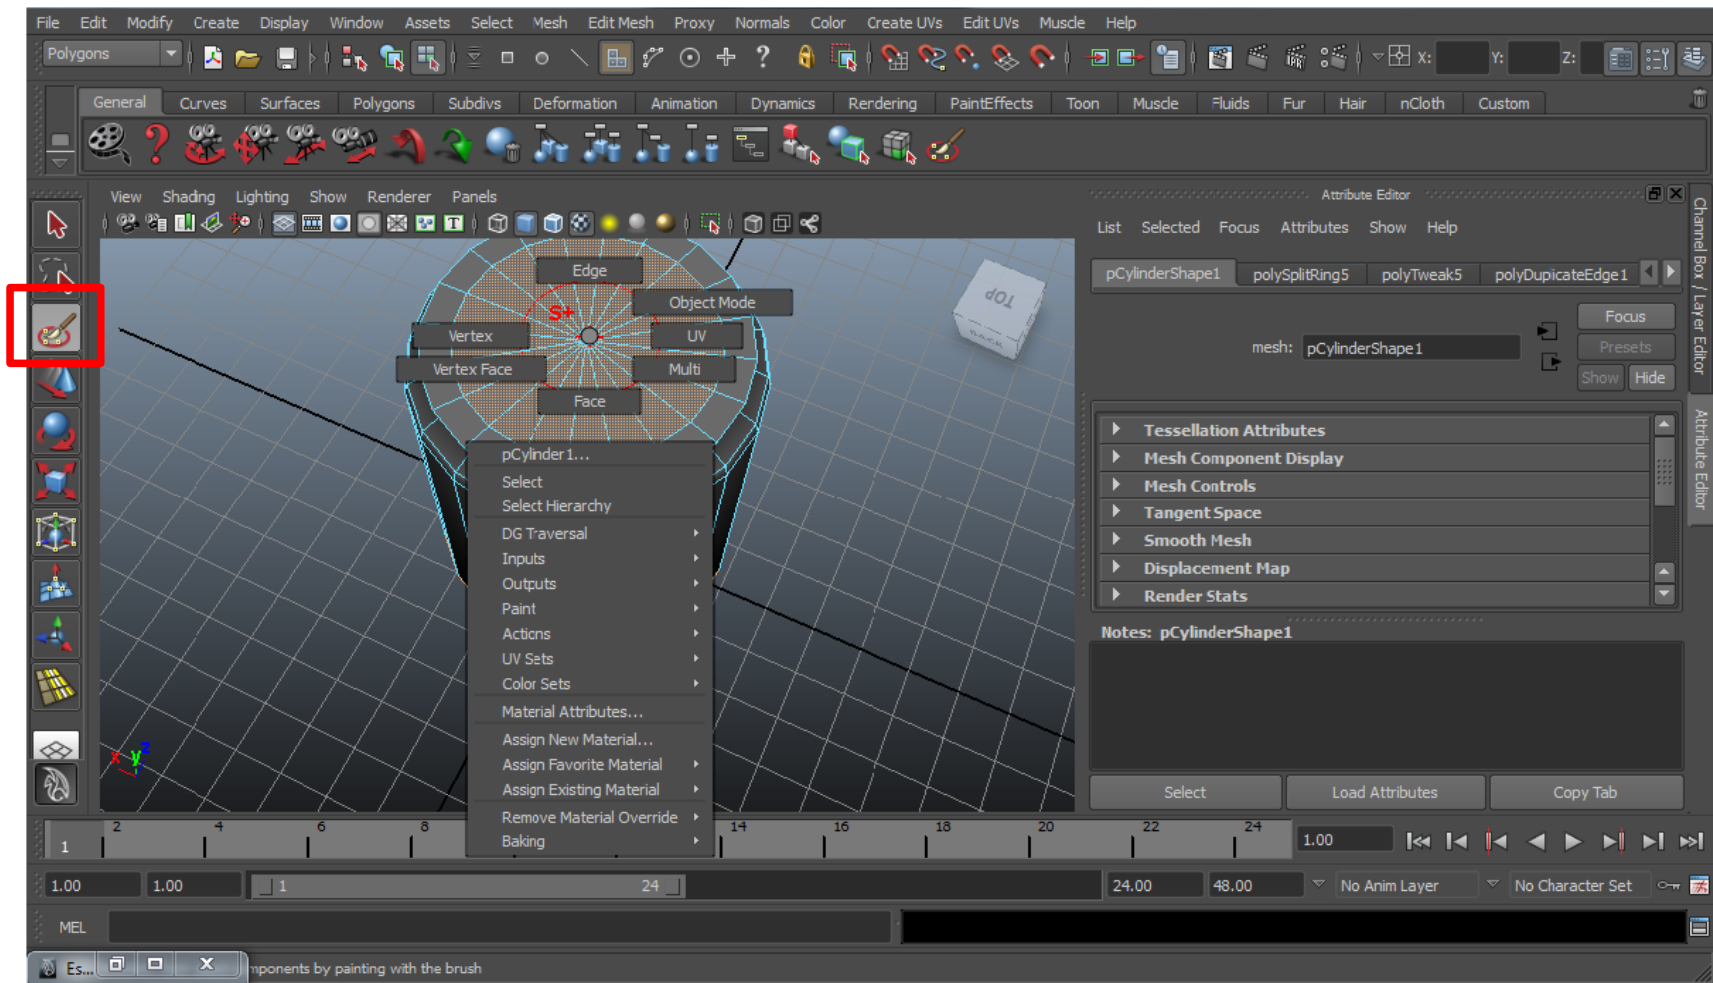 File Edit Modify Create Display Window Assets Select Mesh Edit Mesh Proxy Normals Color Create UVs Edit UVs Muscle Help
Polygons X: Y: Z:
General Curves Surfaces Polygons Subdivs Deformation Animation Dynamics Rendering PaintEffects Toon Muscle Fluids Fur Hair nCloth Custom
View Shading Lighting Show Renderer Panels
Attribute Editor
List Selected Focus Attributes Show Help
pCylinderShape1 polySplitRing5 polyTweak5 polyDupicateEdge1
Focus
mesh: pCylinderShape1
Presets
Show Hide
Tessellation Attributes
Mesh Component Display
Mesh Controls
Tangent Space
Smooth Mesh
Displacement Map
Render Stats
Notes: pCylinderShape1
Select Load Attributes Copy Tab
Channel Box / Layer Editor
Attribute Editor
TOP
BACK
Edge
Object Mode
S+
Vertex
UV
Vertex Face
Multi
Face
pCylinder1...
Select
Select Hierarchy
DG Traversal
Inputs
Outputs
Paint
Actions
UV Sets
Color Sets
Material Attributes...
Assign New Material...
Assign Favorite Material
Assign Existing Material
Remove Material Override
Baking
x y z
1 2 4 6 8 14 16 18 20 22 24 1.00
1.00 1.00 1 24 24.00 48.00 No Anim Layer No Character Set
MEL
Es... mponents by painting with the brush